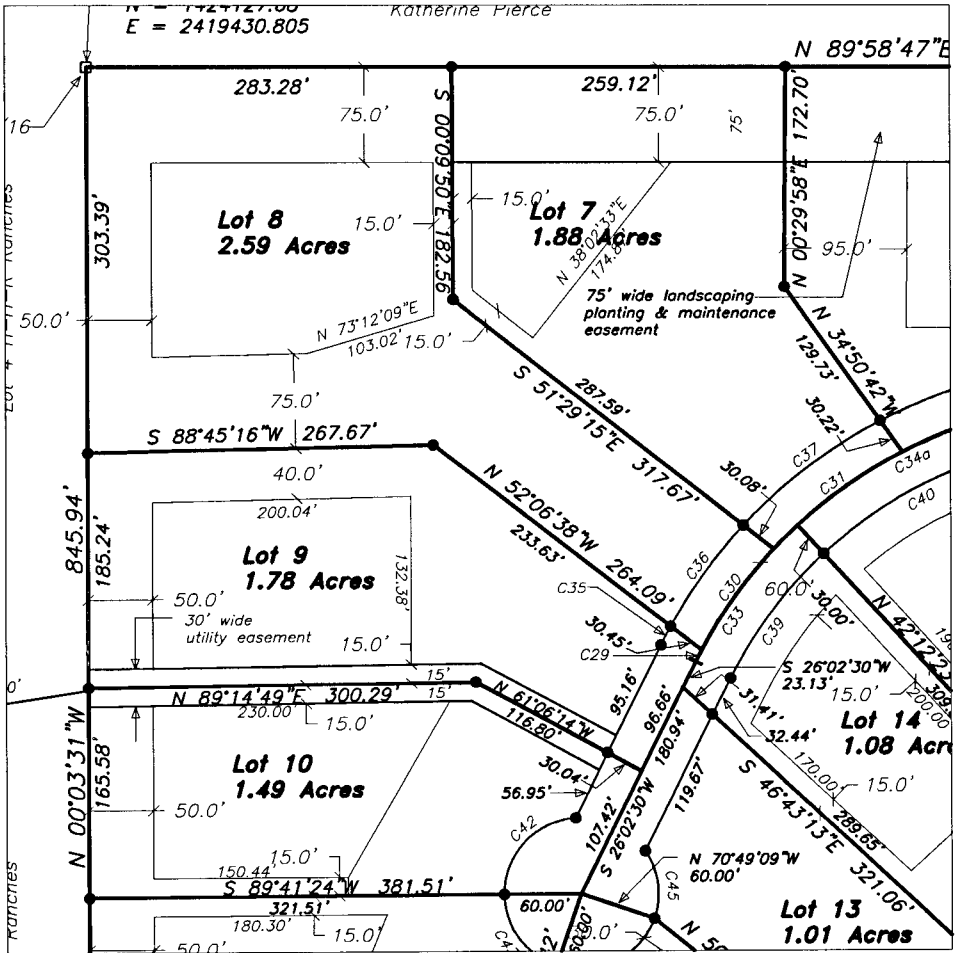 E = 2419430.805
Katherine Pierce
N 89°58'47"E
283.28'
259.12'
75.0'
75.0'
75'
S 00°09'50"E 182.56
N 00°29'58"E 172.70'
16
303.39'
Lot 8
2.59 Acres
15.0'
15.0'
Lot 7
1.88 Acres
N 38°02'33"E
95.0'
75' wide landscaping
planting & maintenance
easement
50.0'
N 73°12'09"E
103.02'
15.0'
N 34°50'42"W
129.73'
30.22'
S 51°29'15"E 317.67'
287.59'
75.0'
S 88°45'16"W 267.67'
40.0'
200.04'
C37
C31
C34a
C40
30.08'
N 52°06'38"W 264.09'
233.63'
845.94'
185.24'
Lot 9
1.78 Acres
132.38'
C36
C35
C30
C33
60.0'
C39
30.00'
50.0'
30' wide
utility easement
15.0'
30.45'
C29
S 26°02'30"W
23.13'
15.0'
200.00
15'
15'
N 89°14'49"E 300.29'
230.00'
15.0'
N 61°06'14"W
116.80'
95.16'
96.66'
180.94'
31.41'
32.44'
Lot 14
1.08 Acre
170.00'
15.0'
N 00°03'31"W
165.58'
Lot 10
1.49 Acres
50.0'
30.04'
56.95'
119.67'
S 46°43'13"E 321.06'
289.65'
C42
107.42'
S 26°02'30"W
N 70°49'09"W
60.00'
C45
15.0'
150.44'
S 89°41'24"W 381.51'
321.51'
180.30'
15.0'
60.00'
60.00'
Lot 13
1.01 Acres
50.0'
Ranches